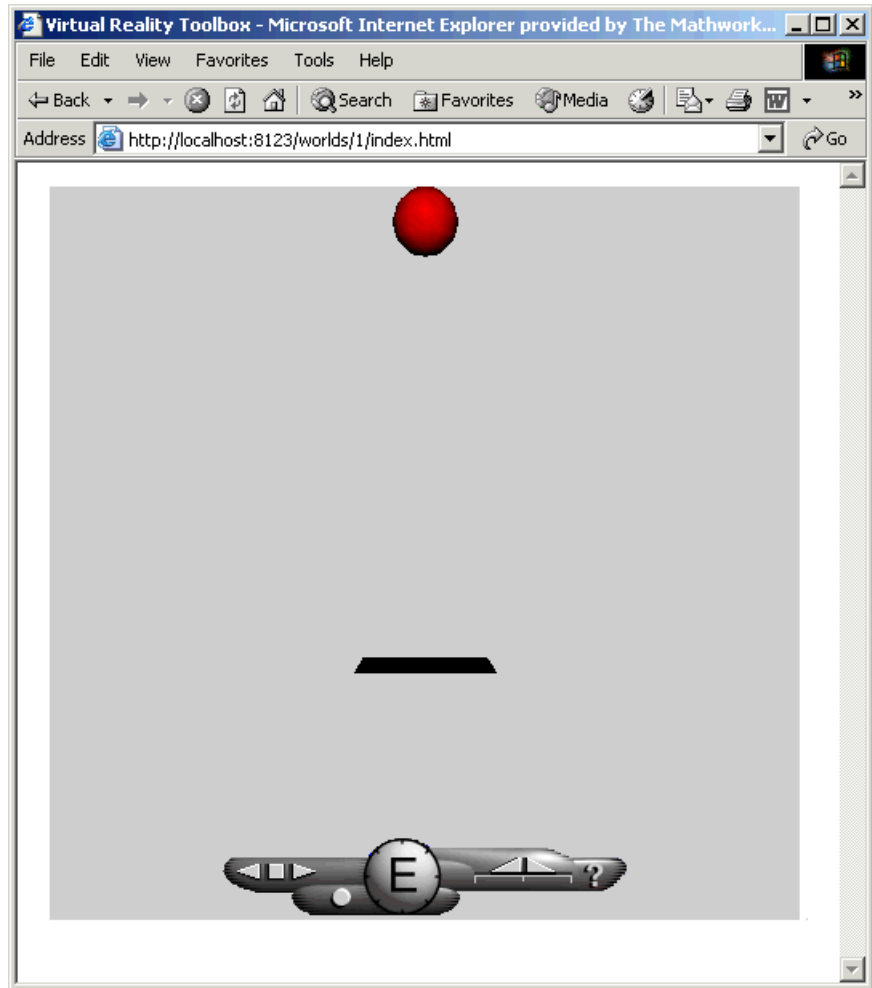 Virtual Reality Toolbox - Microsoft Internet Explorer provided by The Mathwork...
File Edit View Favorites Tools Help
Back Search Favorites Media W »
Address http://localhost:8123/worlds/1/index.html Go
E ?